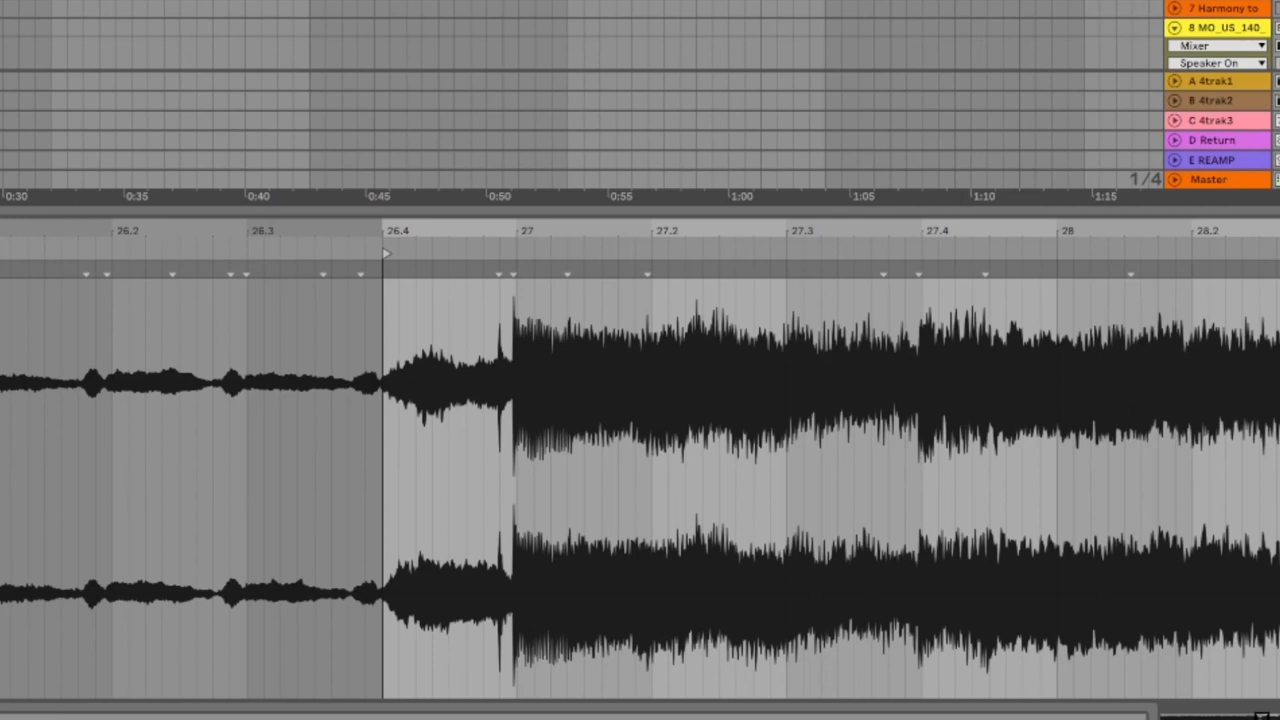 7 Harmony to
8 MO_US_140_
Mixer
Speaker On
A 4trak1
B 4trak2
C 4trak3
D Return
E REAMP
1/4
Master
0:30 0:35 0:40 0:45 0:50 0:55 1:00 1:05 1:10 1:15
26.2 26.3 26.4 27 27.2 27.3 27.4 28 28.2